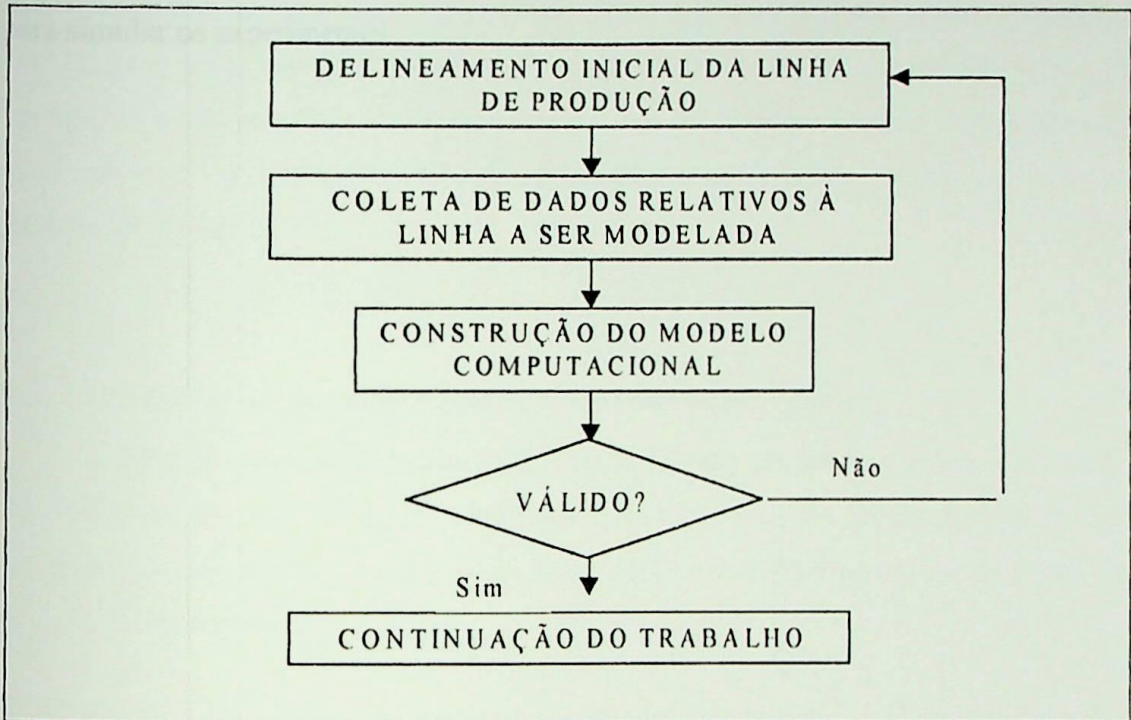 DELINEAMENTO INICIAL DA LINHA
DE PRODUÇÃO
COLETA DE DADOS RELATIVOS À
LINHA A SER MODELADA
CONSTRUÇÃO DO MODELO
COMPUTACIONAL
VÁLIDO?
Não
Sim
CONTINUAÇÃO DO TRABALHO